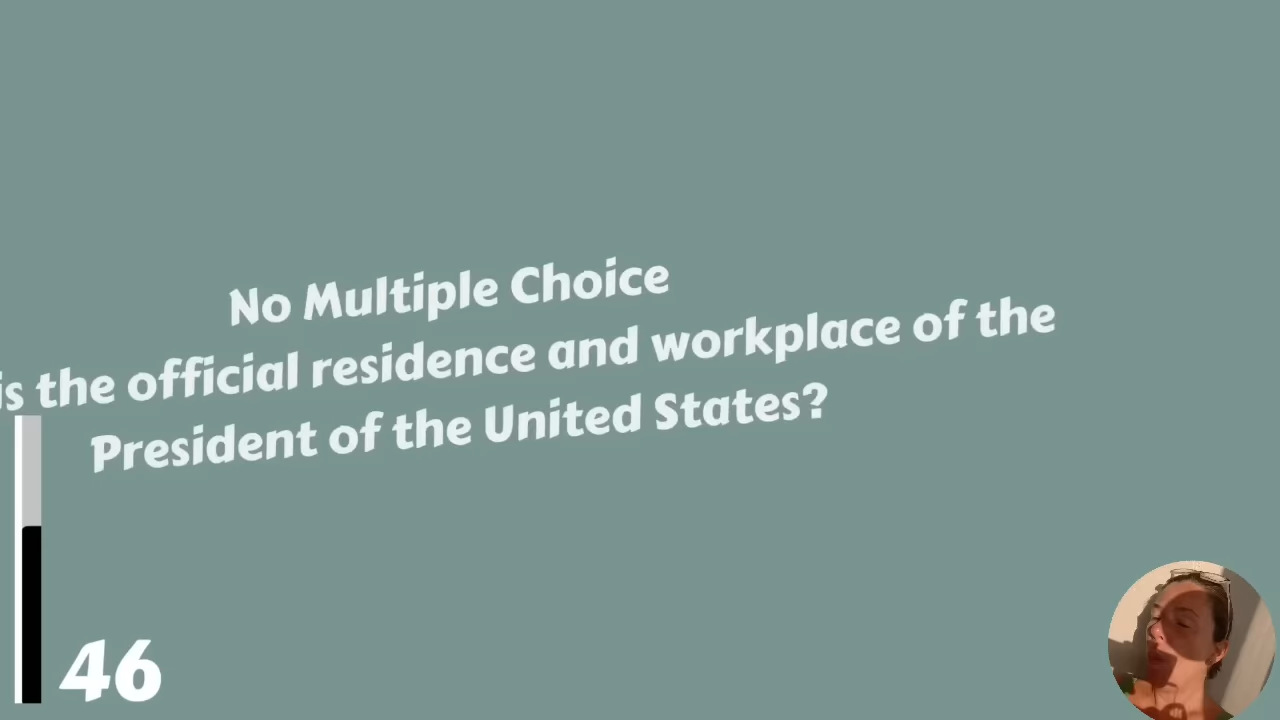 No Multiple Choice
is the official residence and workplace of the
President of the United States?
46